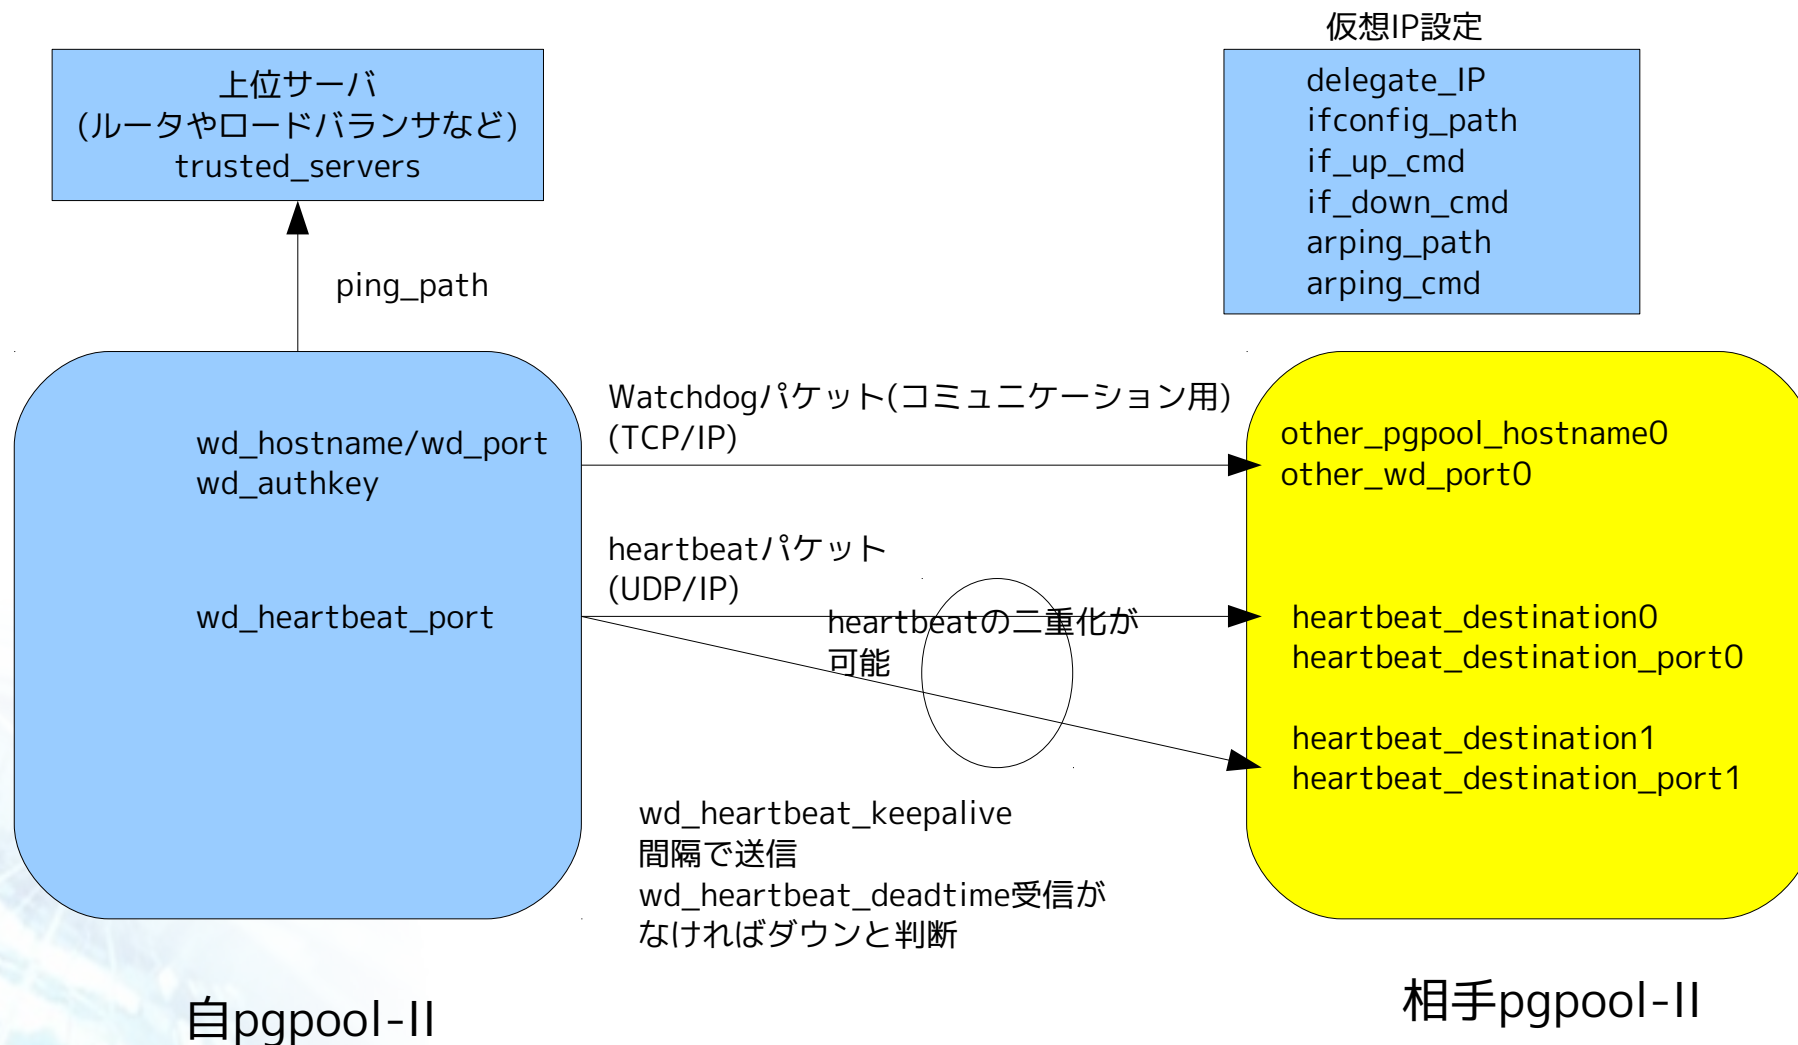 仮想IP設定
上位サーバ
(ルータやロードバランサなど)
trusted_servers
delegate_IP
ifconfig_path
if_up_cmd
if_down_cmd
arping_path
arping_cmd
ping_path
Watchdogパケット(コミュニケーション用)
(TCP/IP)
wd_hostname/wd_port
wd_authkey
other_pgpool_hostname0
other_wd_port0
heartbeatパケット
(UDP/IP)
wd_heartbeat_port
heartbeatの二重化が
可能
heartbeat_destination0
heartbeat_destination_port0
heartbeat_destination1
heartbeat_destination_port1
wd_heartbeat_keepalive
間隔で送信
wd_heartbeat_deadtime受信が
なければダウンと判断
自pgpool-II
相手pgpool-II